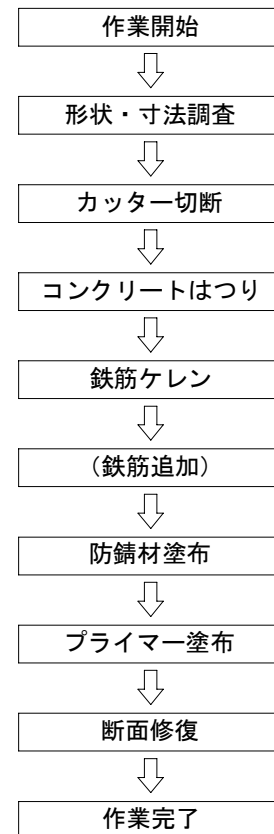 作業開始
形状・寸法調査
カッター切断
コンクリートはつり
鉄筋ケレン
（鉄筋追加）
防錆材塗布
プライマー塗布
断面修復
作業完了